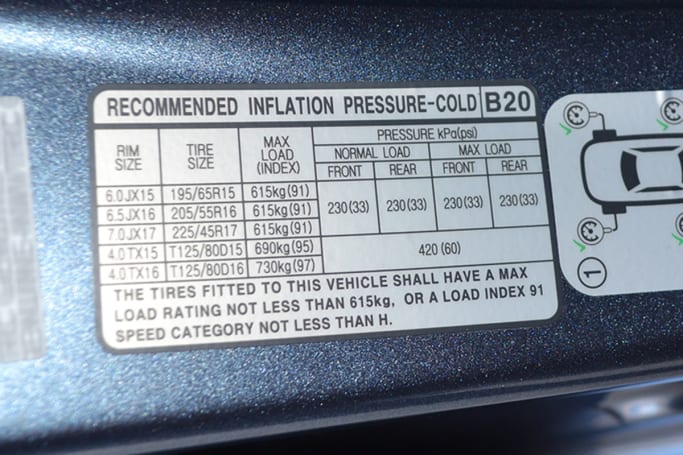 RECOMMENDED INFLATION PRESSURE-COLD B20
RIM SIZE TIRE SIZE MAX LOAD (INDEX) PRESSURE kPa(psi)
NORMAL LOAD MAX LOAD
FRONT REAR FRONT REAR
6.0JX15 195/65R15 615kg(91) 230(33) 230(33) 230(33) 230(33)
6.5JX16 205/55R16 615kg(91)
7.0JX17 225/45R17 615kg(91)
4.0TX15 T125/80D15 690kg(95) 420(60)
4.0TX16 T125/80D16 730kg(97)
THE TIRES FITTED TO THIS VEHICLE SHALL HAVE A MAX
LOAD RATING NOT LESS THAN 615kg, OR A LOAD INDEX 91
SPEED CATEGORY NOT LESS THAN H.
1